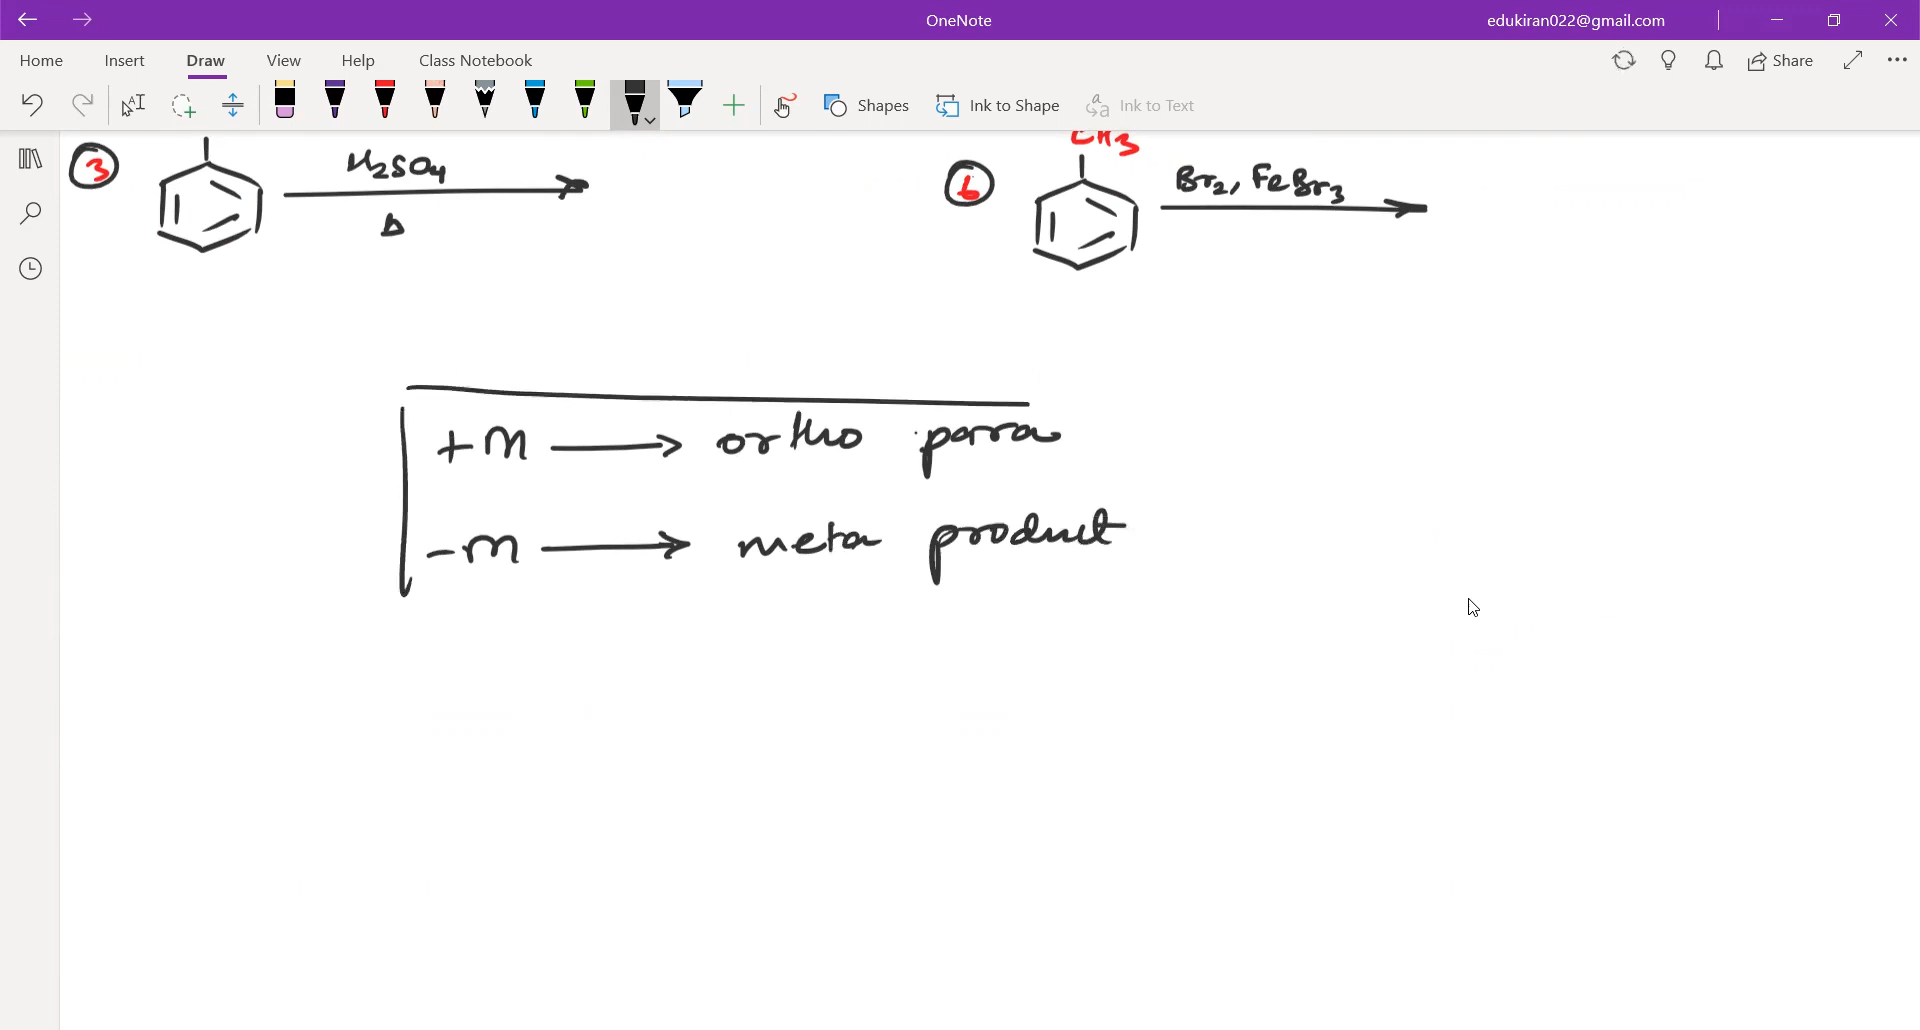 OneNote
edukiran022@gmail.com
Home Insert Draw View Help Class Notebook
Share
Shapes Ink to Shape Ink to Text
3
H2SO4
Δ
CH3
6
Br2, FeBr3
+m → ortho para
-m → meta product